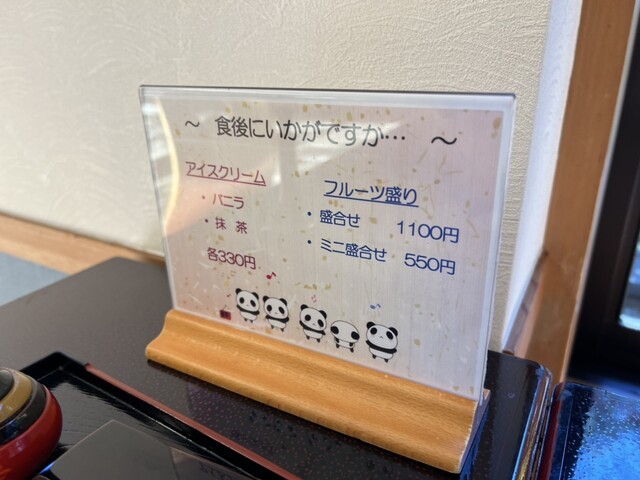 ～ 食後にいかがですか… ～
アイスクリーム
・バニラ
・抹 茶
各330円
フルーツ盛り
・盛合せ 1100円
・ミニ盛合せ 550円